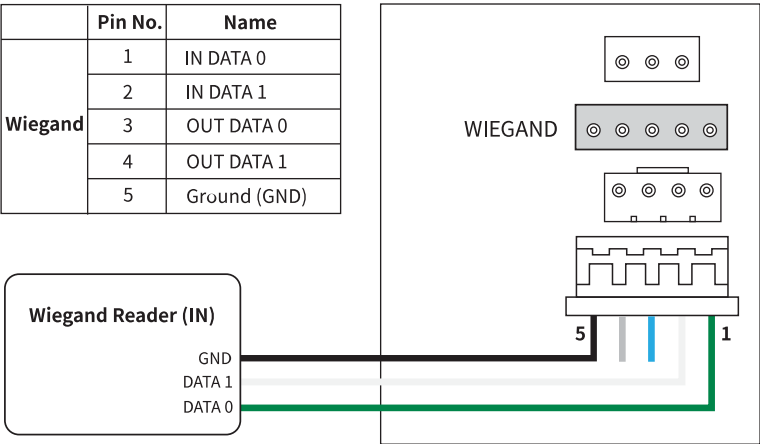 Pin No. Name
1 IN DATA 0
2 IN DATA 1
Wiegand 3 OUT DATA 0
4 OUT DATA 1
5 Ground (GND)
WIEGAND
Wiegand Reader (IN)
GND
DATA 1
DATA 0
5 1